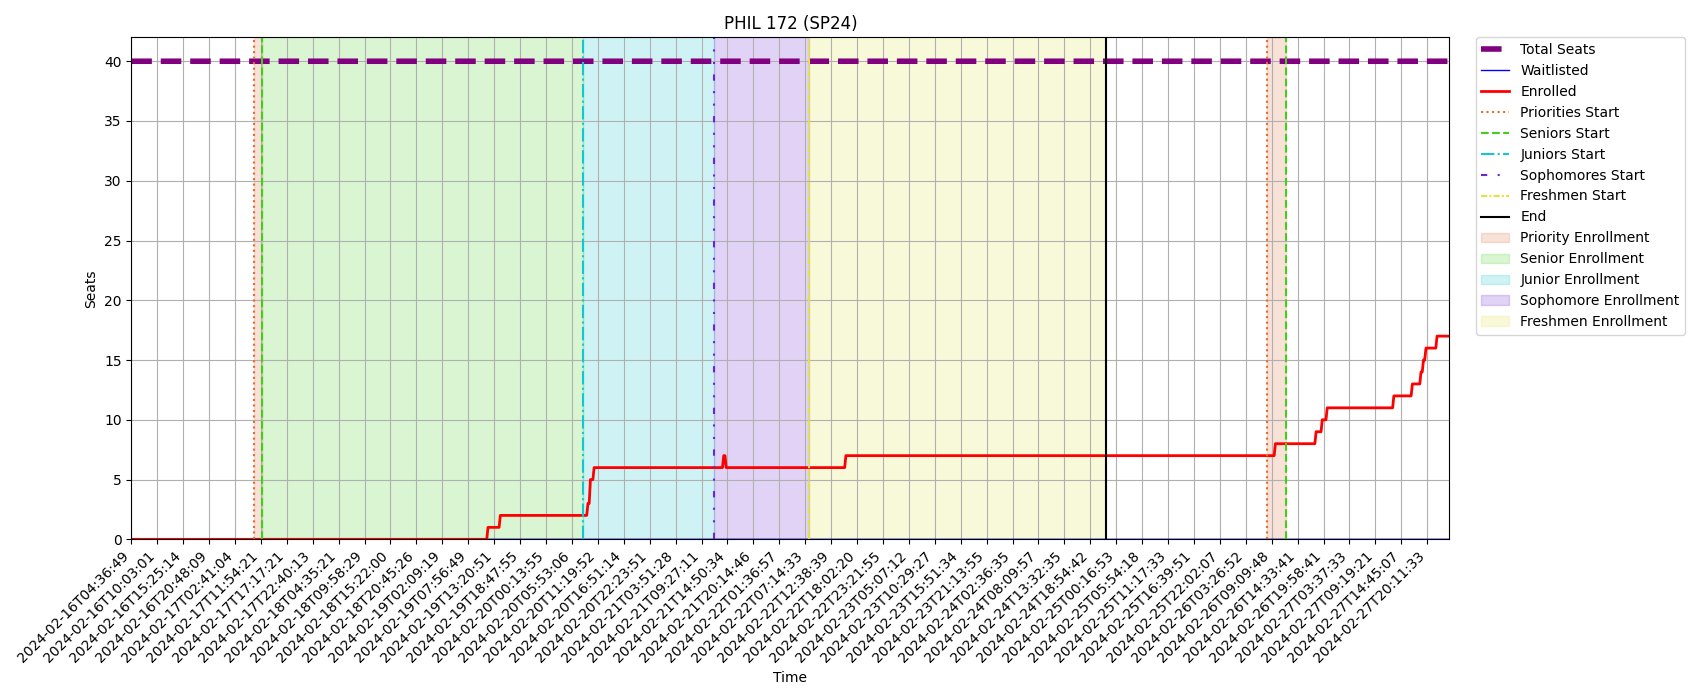 PHIL 172 (SP24)
Total Seats
Waitlisted
Enrolled
Priorities Start
Seniors Start
Juniors Start
Sophomores Start
Freshmen Start
End
Priority Enrollment
Senior Enrollment
Junior Enrollment
Sophomore Enrollment
Freshmen Enrollment
Seats
40
35
30
25
20
15
10
5
0
2024-02-16T04:36:49
2024-02-16T10:03:01
2024-02-16T15:25:14
2024-02-16T20:48:09
2024-02-17T02:41:04
2024-02-17T11:54:21
2024-02-17T17:17:21
2024-02-17T22:40:13
2024-02-18T04:35:21
2024-02-18T09:58:29
2024-02-18T15:22:00
2024-02-18T20:45:26
2024-02-19T02:09:19
2024-02-19T07:56:49
2024-02-19T13:20:51
2024-02-19T18:47:55
2024-02-20T00:13:55
2024-02-20T05:53:06
2024-02-20T11:19:52
2024-02-20T16:51:14
2024-02-20T22:23:51
2024-02-21T03:51:28
2024-02-21T09:27:11
2024-02-21T14:50:34
2024-02-21T20:14:46
2024-02-22T01:36:57
2024-02-22T07:14:33
2024-02-22T12:38:39
2024-02-22T18:02:20
2024-02-22T23:21:55
2024-02-23T05:07:12
2024-02-23T10:29:27
2024-02-23T15:51:34
2024-02-23T21:13:55
2024-02-24T02:36:35
2024-02-24T08:09:57
2024-02-24T13:32:35
2024-02-24T18:54:42
2024-02-25T00:16:53
2024-02-25T05:54:18
2024-02-25T11:17:33
2024-02-25T16:39:51
2024-02-25T22:02:07
2024-02-26T03:26:52
2024-02-26T09:09:48
2024-02-26T14:33:41
2024-02-26T19:58:41
2024-02-27T03:37:33
2024-02-27T09:19:21
2024-02-27T14:45:07
2024-02-27T20:11:33
Time